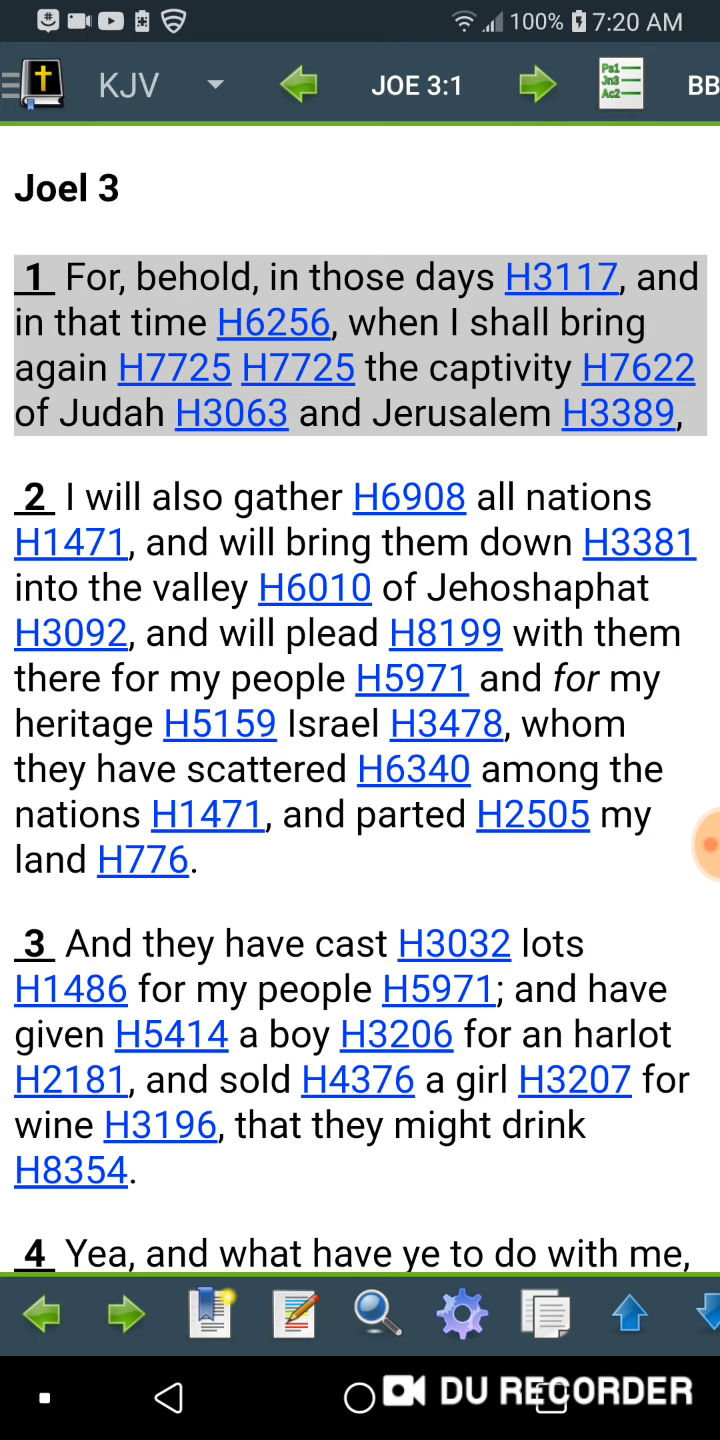 100% 7:20 AM
KJV JOE 3:1 Ps1 Jn3 Ac2 BB
Joel 3
1 For, behold, in those days H3117, and
in that time H6256, when I shall bring
again H7725 H7725 the captivity H7622
of Judah H3063 and Jerusalem H3389,
2 I will also gather H6908 all nations
H1471, and will bring them down H3381
into the valley H6010 of Jehoshaphat
H3092, and will plead H8199 with them
there for my people H5971 and for my
heritage H5159 Israel H3478, whom
they have scattered H6340 among the
nations H1471, and parted H2505 my
land H776.
3 And they have cast H3032 lots
H1486 for my people H5971; and have
given H5414 a boy H3206 for an harlot
H2181, and sold H4376 a girl H3207 for
wine H3196, that they might drink
H8354.
4 Yea, and what have ye to do with me,
DU RECORDER